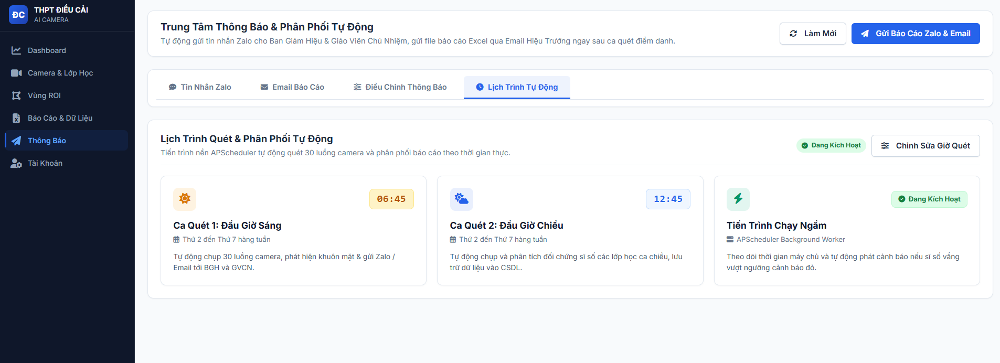 ĐC
THPT ĐIỀU CẢI
AI CAMERA
Dashboard
Camera & Lớp Học
Vùng ROI
Báo Cáo & Dữ Liệu
Thông Báo
Tài Khoản
Trung Tâm Thông Báo & Phân Phối Tự Động
Tự động gửi tin nhắn Zalo cho Ban Giám Hiệu & Giáo Viên Chủ Nhiệm, gửi file báo cáo Excel qua Email Hiệu Trưởng ngay sau ca quét điểm danh.
Làm Mới
Gửi Báo Cáo Zalo & Email
Tin Nhắn Zalo
Email Báo Cáo
Điều Chỉnh Thông Báo
Lịch Trình Tự Động
Lịch Trình Quét & Phân Phối Tự Động
Tiến trình nền APScheduler tự động quét 30 luồng camera và phân phối báo cáo theo thời gian thực.
Đang Kích Hoạt
Chỉnh Sửa Giờ Quét
06:45
Ca Quét 1: Đầu Giờ Sáng
Thứ 2 đến Thứ 7 hàng tuần
Tự động chụp 30 luồng camera, phát hiện khuôn mặt & gửi Zalo /
Email tới BGH và GVCN.
12:45
Ca Quét 2: Đầu Giờ Chiều
Thứ 2 đến Thứ 7 hàng tuần
Tự động chụp và phân tích đối chứng sĩ số các lớp học ca chiều, lưu
trữ dữ liệu vào CSDL.
Đang Kích Hoạt
Tiến Trình Chạy Ngầm
APScheduler Background Worker
Theo dõi thời gian máy chủ và tự động phát cảnh báo nếu sĩ số vắng
vượt ngưỡng cảnh báo đỏ.